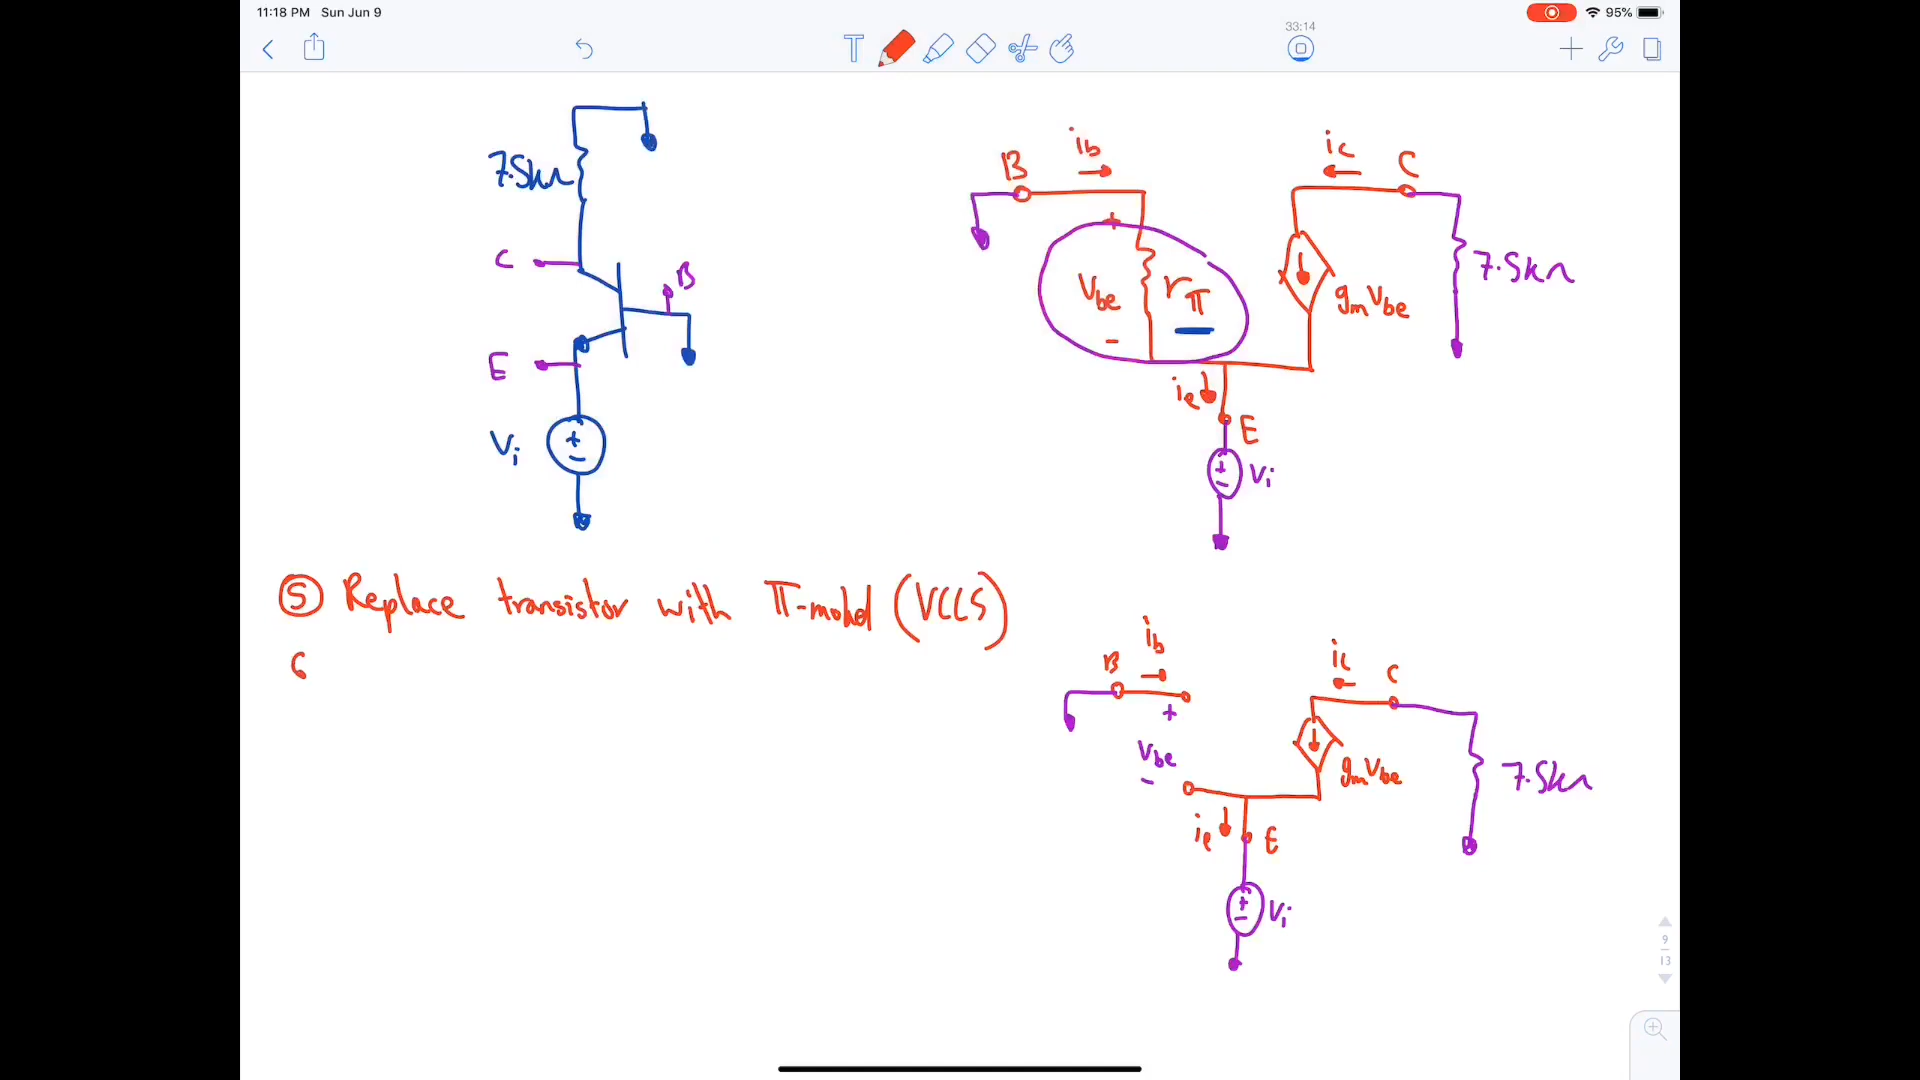 11:18 PM Sun Jun 9
95%
33:14
T
7.5kΩ
C
B
E
Vi
+
-
B
ib
ic
C
+
Vbe
rπ
-
gmVbe
7.5kΩ
ie
E
+
-
Vi
⑤ Replace transistor with π-model (VCCS)
6
B
ib
ic
C
+
Vbe
-
gmVbe
7.5kΩ
ie
E
+
-
Vi
9
13